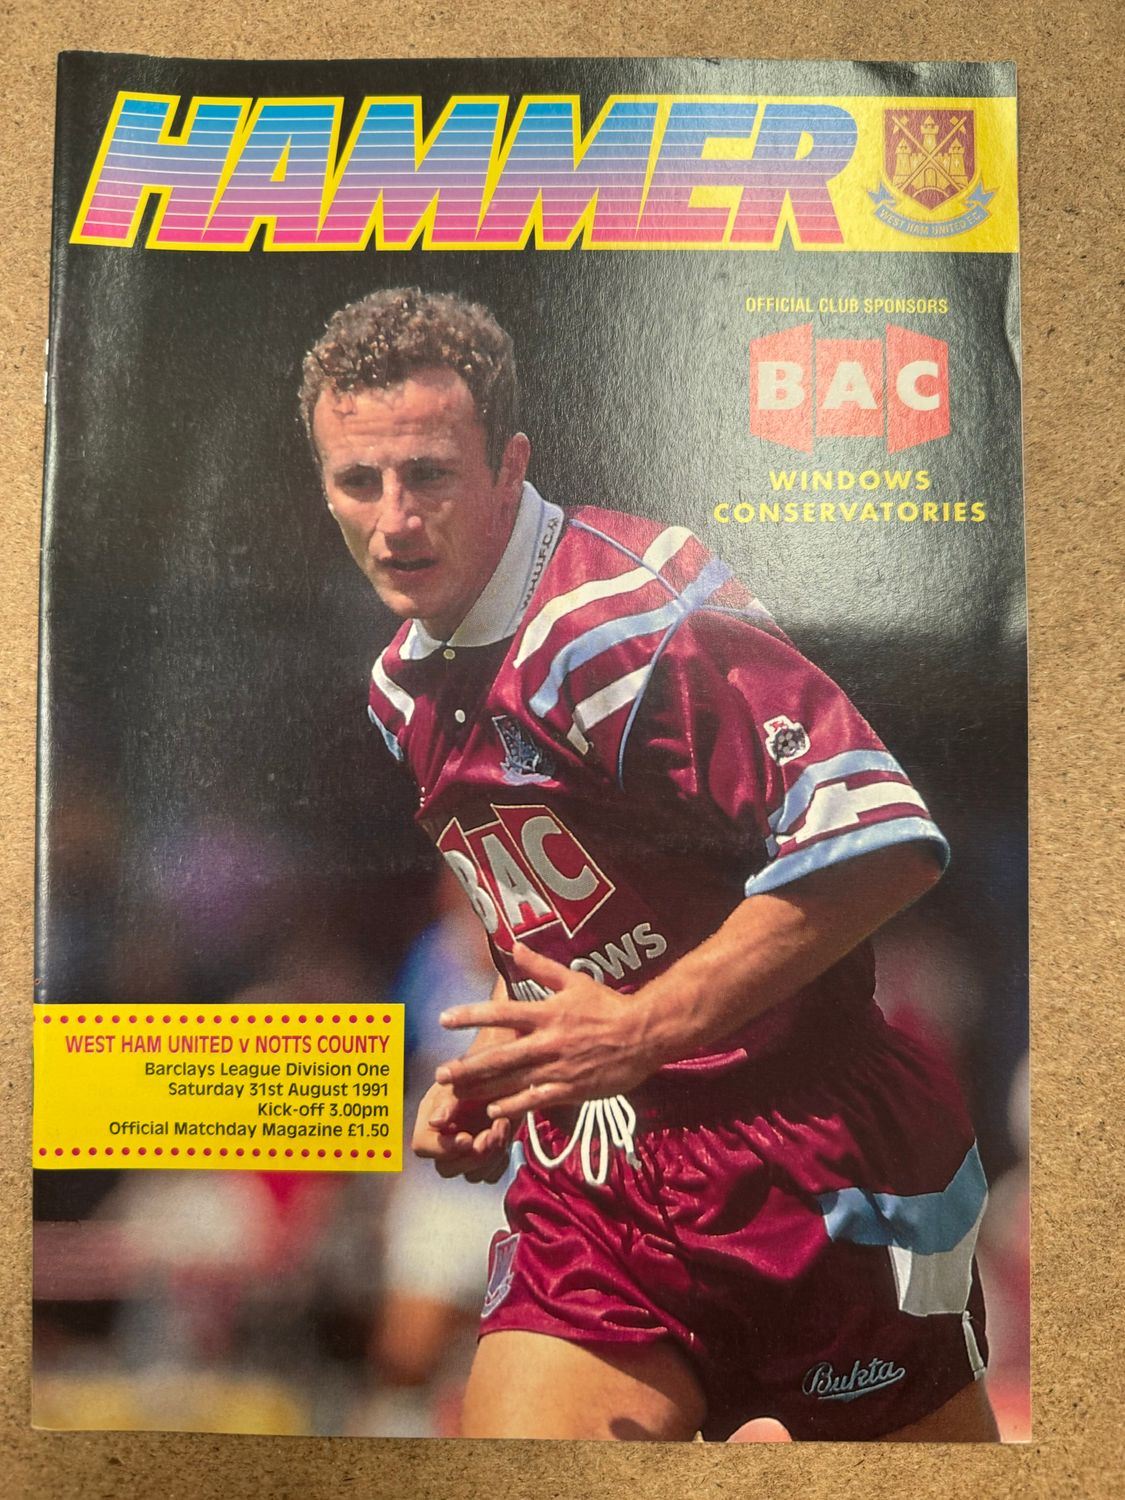 HAMMER
WEST HAM UNITED F.C.
OFFICIAL CLUB SPONSORS
BAC
WINDOWS
CONSERVATORIES
W.H.U.F.C.
BAC
WINDOWS
WEST HAM UNITED v NOTTS COUNTY
Barclays League Division One
Saturday 31st August 1991
Kick-off 3.00pm
Official Matchday Magazine £1.50
Bukta